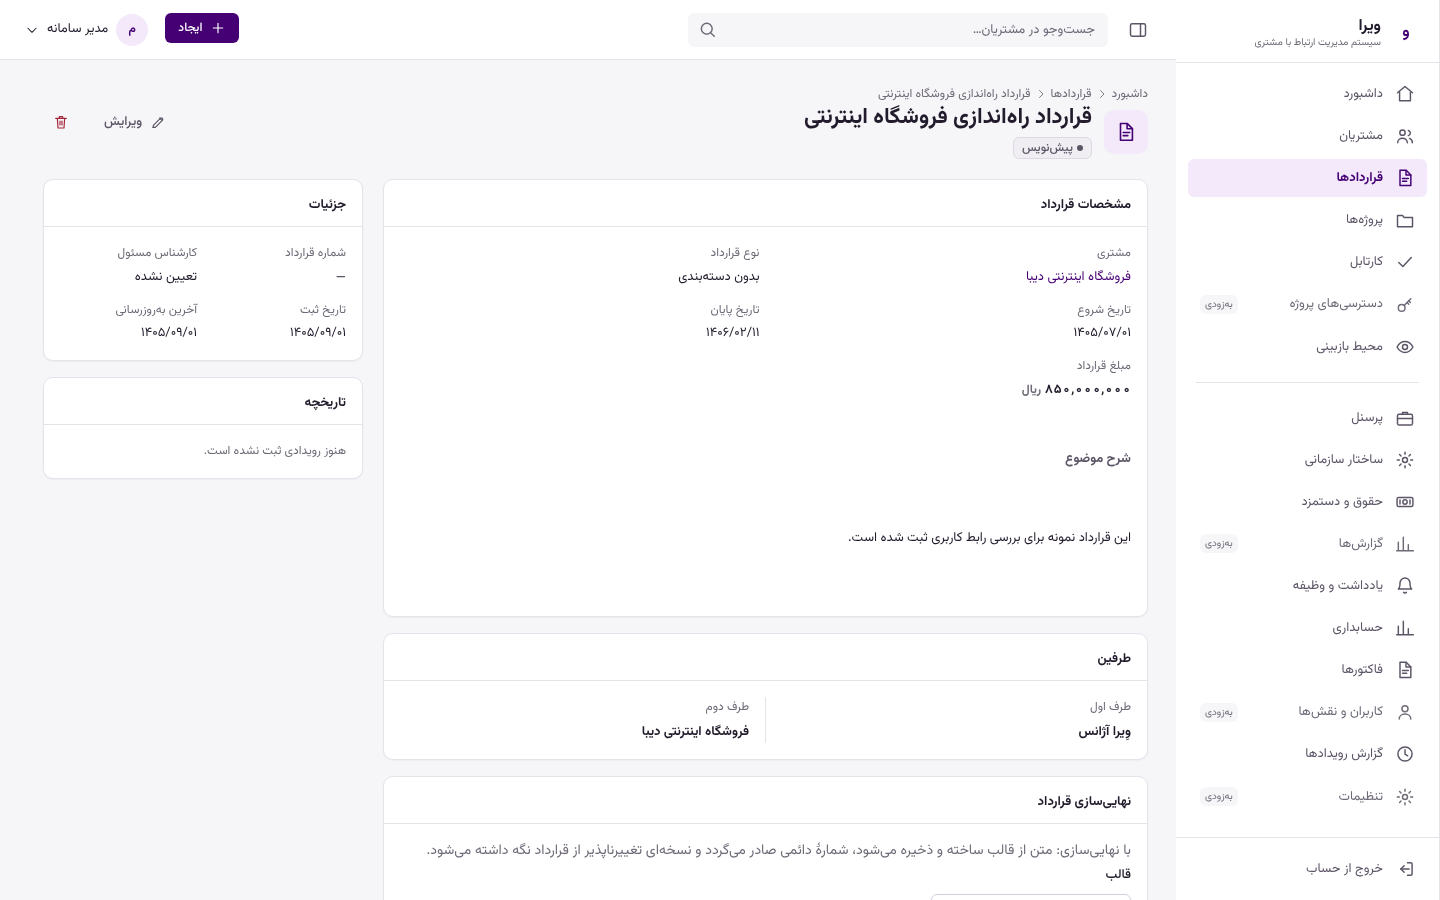 و
ویرا
سیستم مدیریت ارتباط با مشتری
جست‌وجو در مشتریان...
ایجاد
م
مدیر سامانه
داشبورد
مشتریان
قراردادها
پروژه‌ها
کارتابل
دسترسی‌های پروژه
به‌زودی
محیط بازبینی
پرسنل
ساختار سازمانی
حقوق و دستمزد
گزارش‌ها
به‌زودی
یادداشت و وظیفه
حسابداری
فاکتورها
کاربران و نقش‌ها
به‌زودی
گزارش رویدادها
تنظیمات
به‌زودی
خروج از حساب
داشبورد
قراردادها
قرارداد راه‌اندازی فروشگاه اینترنتی
قرارداد راه‌اندازی فروشگاه اینترنتی
پیش‌نویس
ویرایش
مشخصات قرارداد
مشتری
فروشگاه اینترنتی دیبا
نوع قرارداد
بدون دسته‌بندی
تاریخ شروع
۱۴۰۵/۰۷/۰۱
تاریخ پایان
۱۴۰۶/۰۲/۱۱
مبلغ قرارداد
۸۵۰,۰۰۰,۰۰۰ ریال
شرح موضوع
این قرارداد نمونه برای بررسی رابط کاربری ثبت شده است.
طرفین
طرف اول
ویرا آژانس
طرف دوم
فروشگاه اینترنتی دیبا
نهایی‌سازی قرارداد
با نهایی‌سازی: متن از قالب ساخته و ذخیره می‌شود، شمارهٔ دائمی صادر می‌گردد و نسخه‌ای تغییرناپذیر از قرارداد نگه داشته می‌شود.
قالب
جزئیات
شماره قرارداد
—
کارشناس مسئول
تعیین نشده
تاریخ ثبت
۱۴۰۵/۰۹/۰۱
آخرین به‌روزرسانی
۱۴۰۵/۰۹/۰۱
تاریخچه
هنوز رویدادی ثبت نشده است.